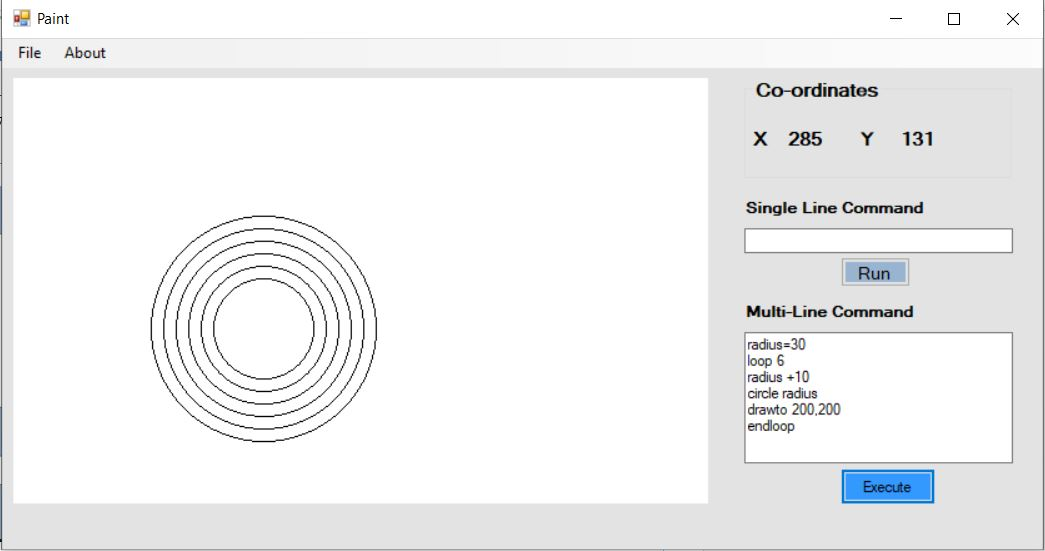 Paint
File About
Co-ordinates
X 285 Y 131
Single Line Command
Run
Multi-Line Command
radius=30
loop 6
radius +10
circle radius
drawto 200,200
endloop
Execute